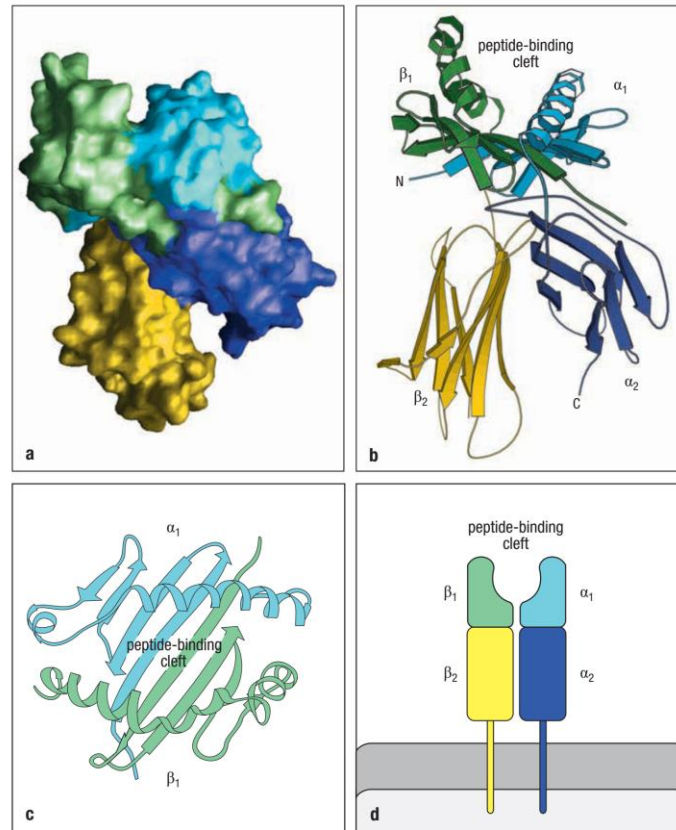 a
peptide-binding
cleft
β1
α1
N
β2
α2
C
b
α1
peptide-binding
cleft
β1
c
peptide-binding
cleft
β1
α1
β2
α2
d